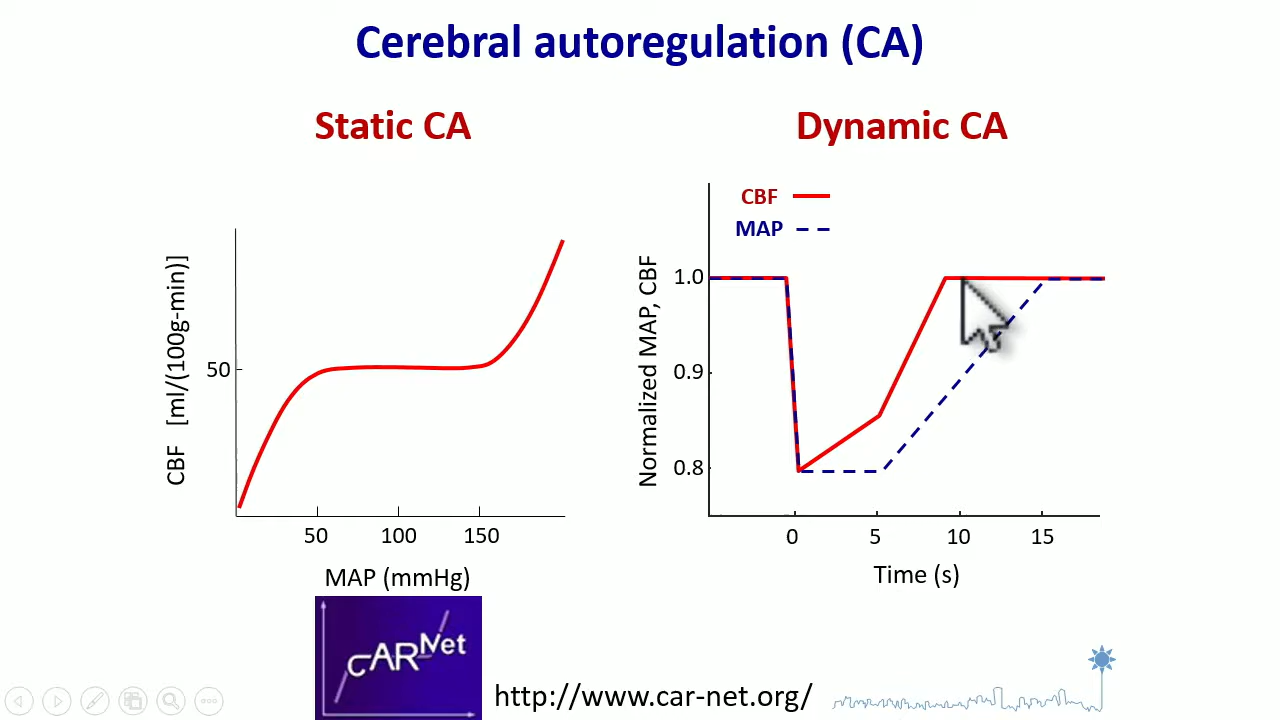 Cerebral autoregulation (CA)
Static CA
CBF [ml/(100g-min)]
50
50 100 150
MAP (mmHg)
Dynamic CA
CBF
MAP
Normalized MAP, CBF
1.0
0.9
0.8
0 5 10 15
Time (s)
CARNet
http://www.car-net.org/